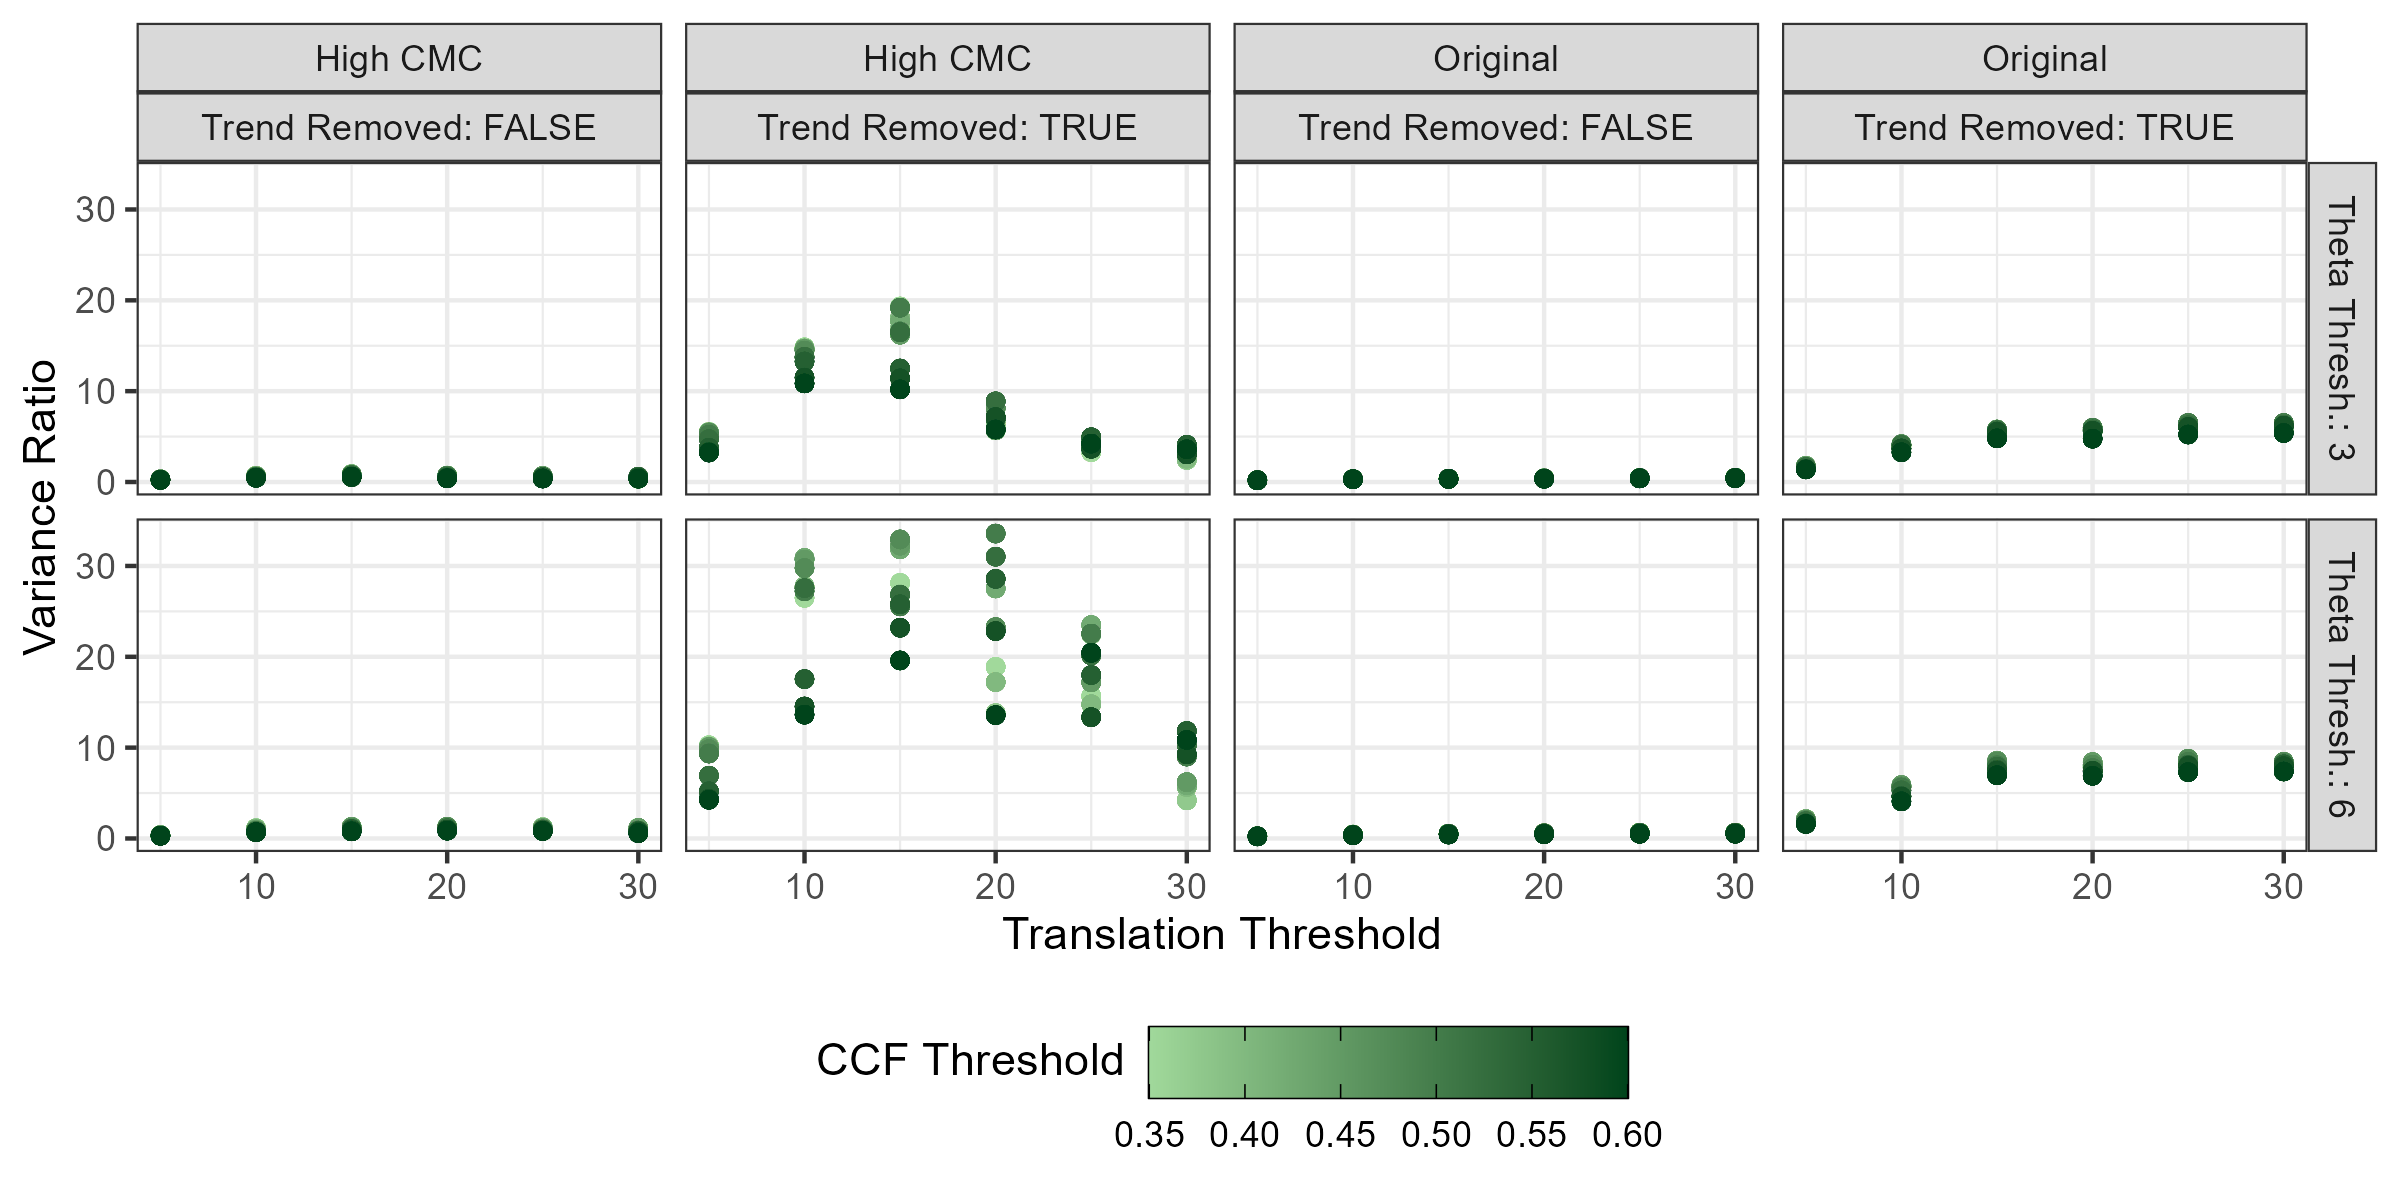 High CMC
High CMC
Original
Original
Trend Removed: FALSE
Trend Removed: TRUE
Trend Removed: FALSE
Trend Removed: TRUE
Variance Ratio
30
20
10
0
Theta Thresh.: 3
30
20
10
0
Theta Thresh.: 6
10 20 30
10 20 30
10 20 30
10 20 30
Translation Threshold
CCF Threshold
0.35 0.40 0.45 0.50 0.55 0.60